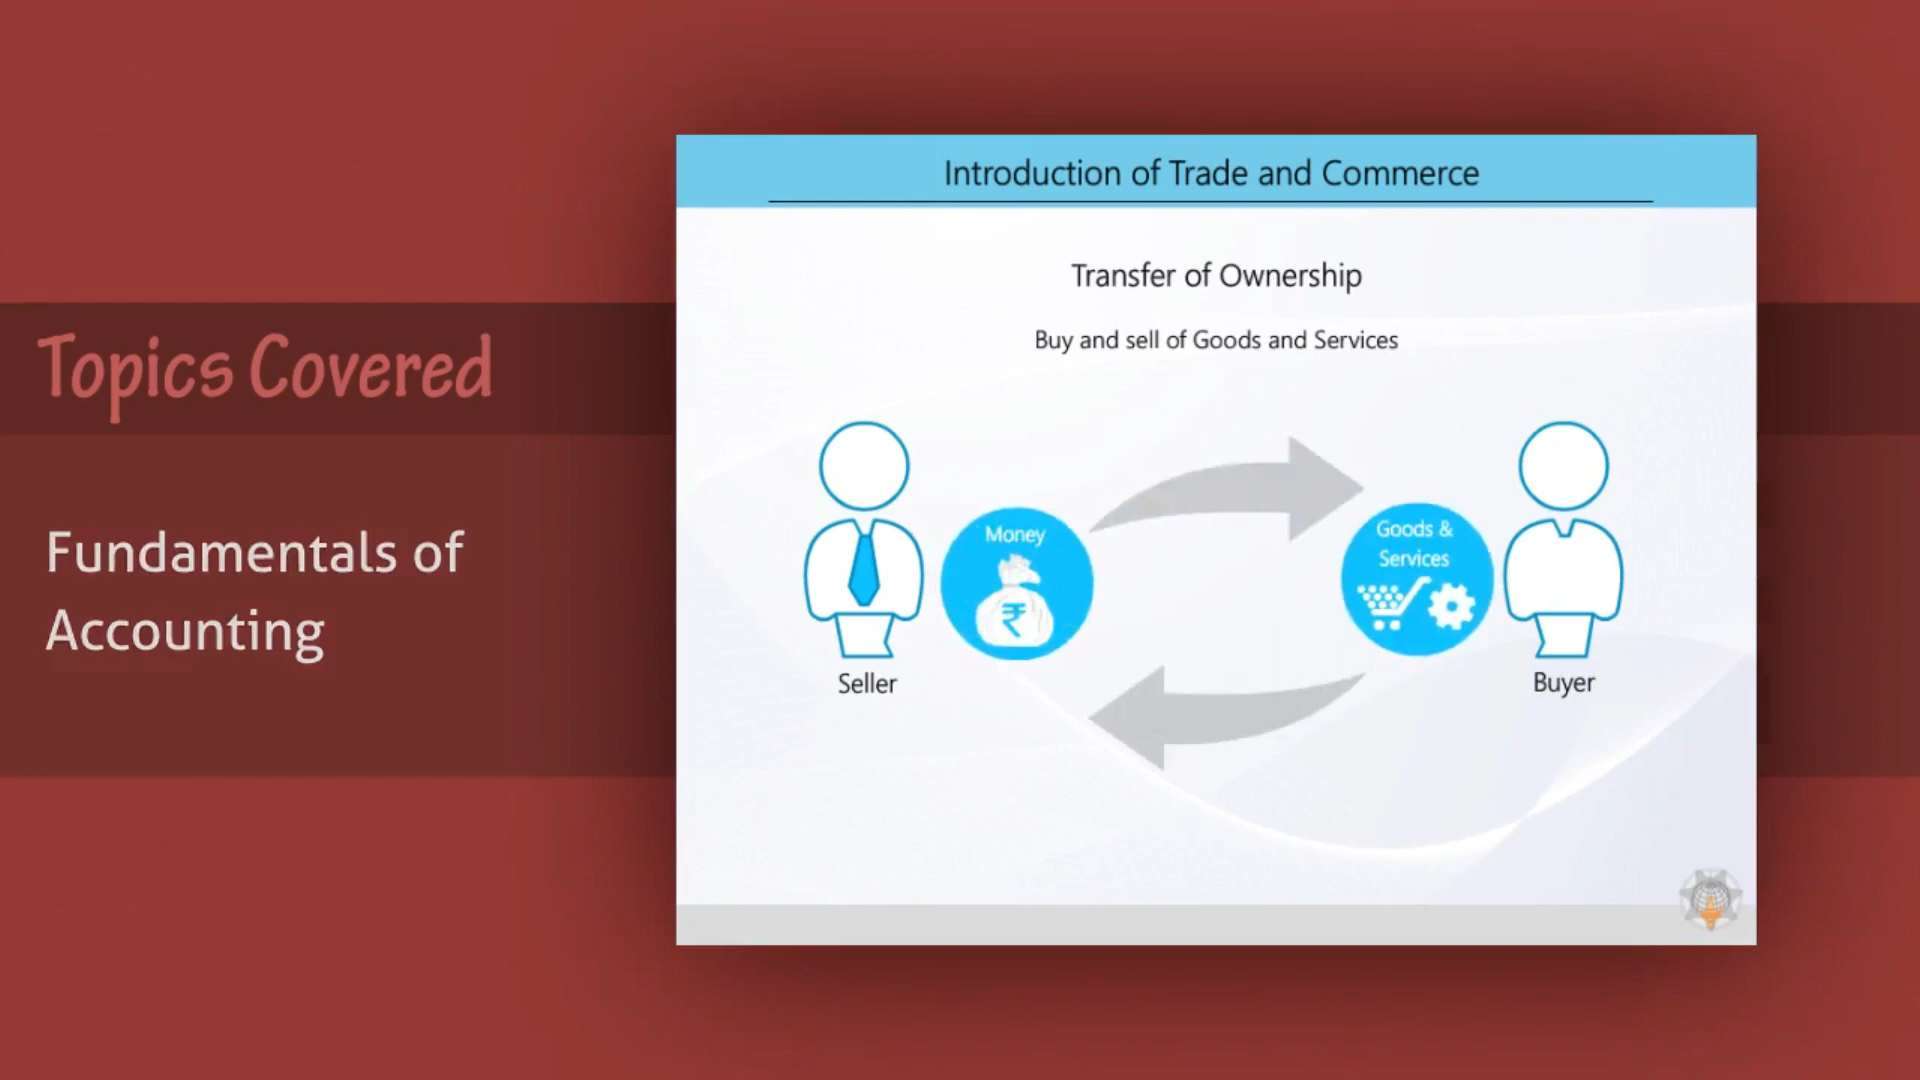 Topics Covered
Fundamentals of
Accounting
Introduction of Trade and Commerce
Transfer of Ownership
Buy and sell of Goods and Services
Money
₹
Seller
Goods &
Services
Buyer